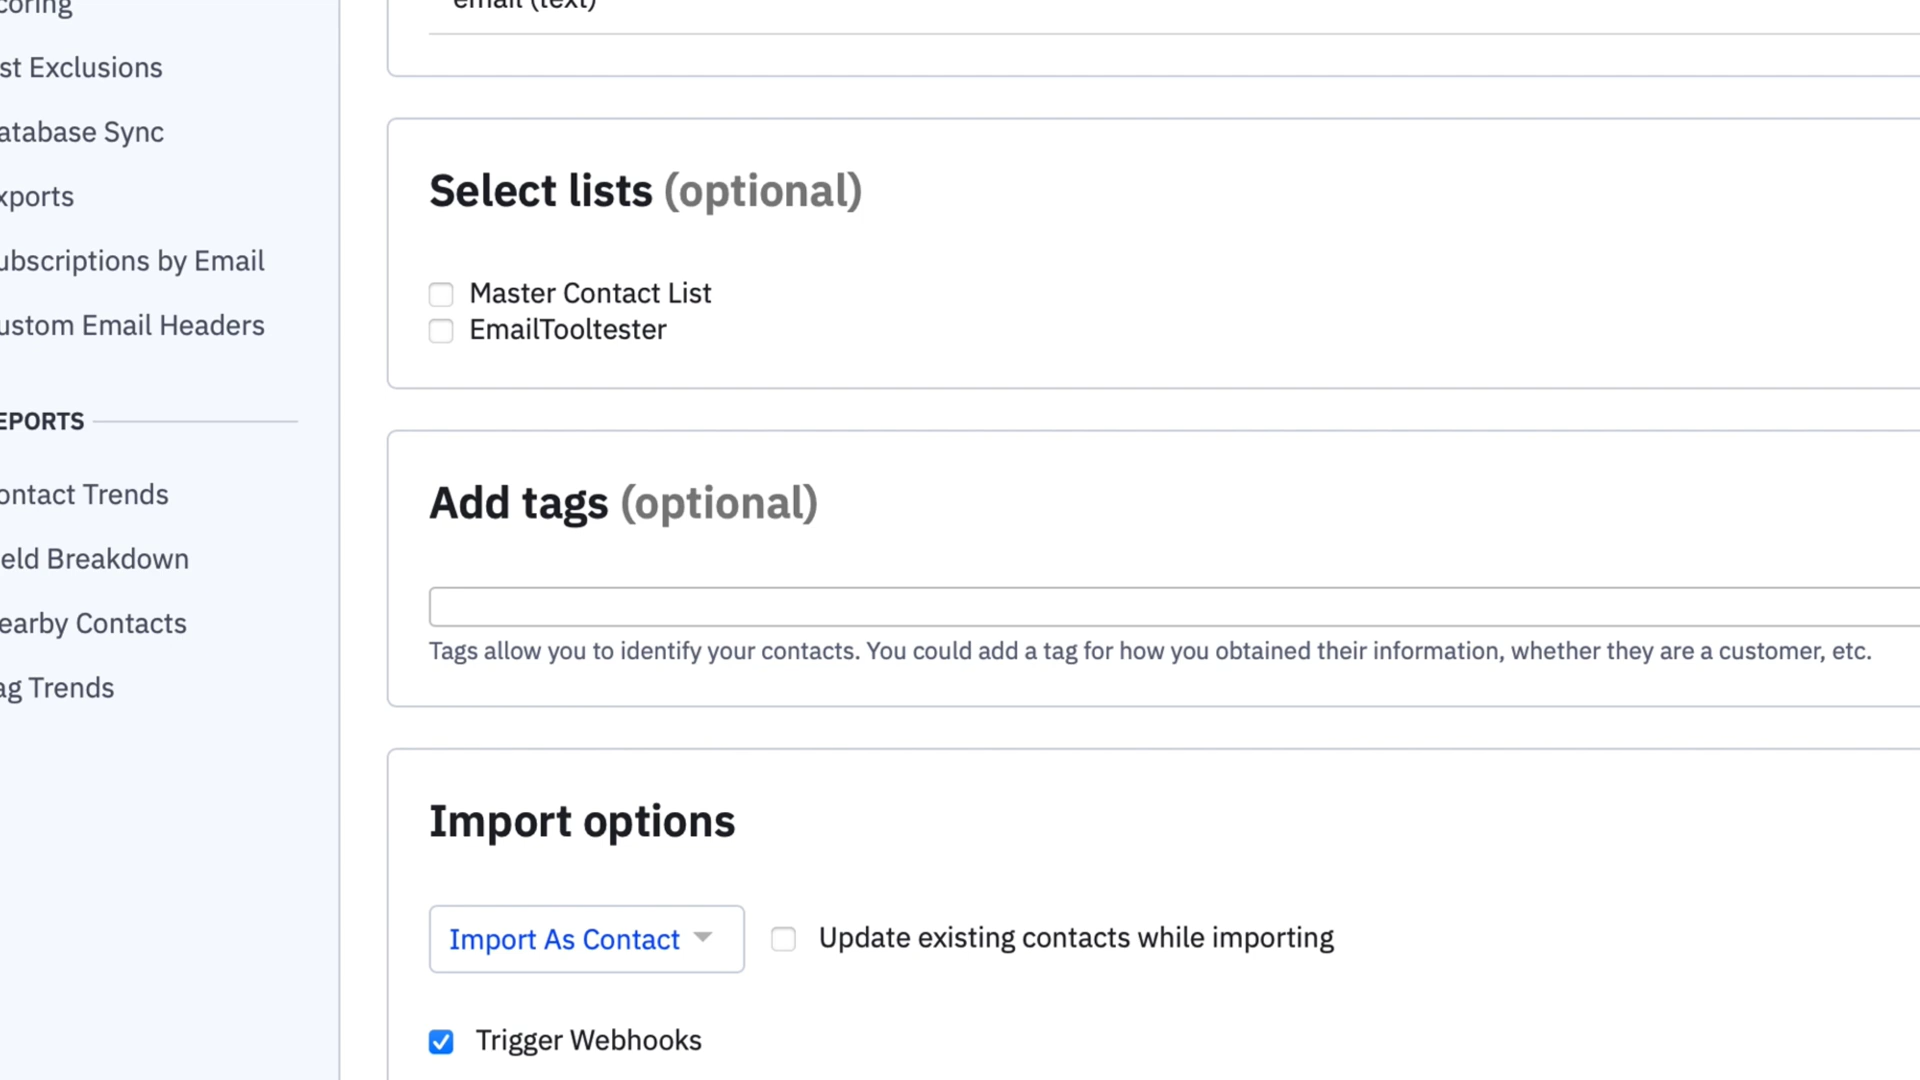 coring
st Exclusions
atabase Sync
xports
ubscriptions by Email
ustom Email Headers
EPORTS
ontact Trends
eld Breakdown
earby Contacts
ag Trends
email (text)
Select lists (optional)
Master Contact List
EmailTooltester
Add tags (optional)
Tags allow you to identify your contacts. You could add a tag for how you obtained their information, whether they are a customer, etc.
Import options
Import As Contact
Update existing contacts while importing
Trigger Webhooks